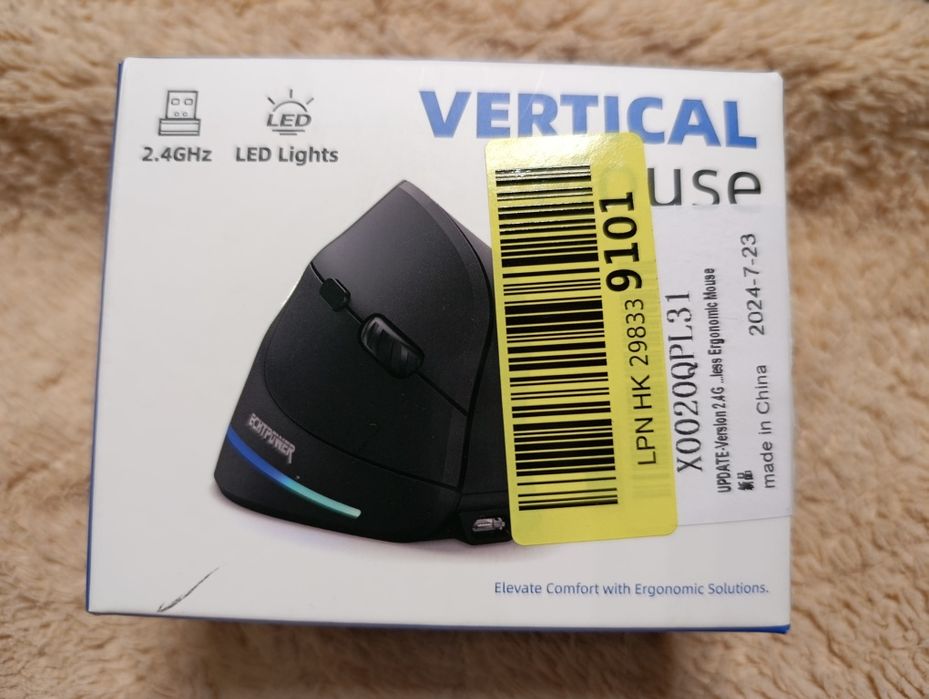 2.4GHz
LED
LED Lights
VERTICAL
ouse
ECHTPOWER
LPN HK 29833 9101
X0020QPL31
UPDATE-Version 2.4G ...less Ergonomic Mouse
新品
made in China 2024-7-23
Elevate Comfort with Ergonomic Solutions.